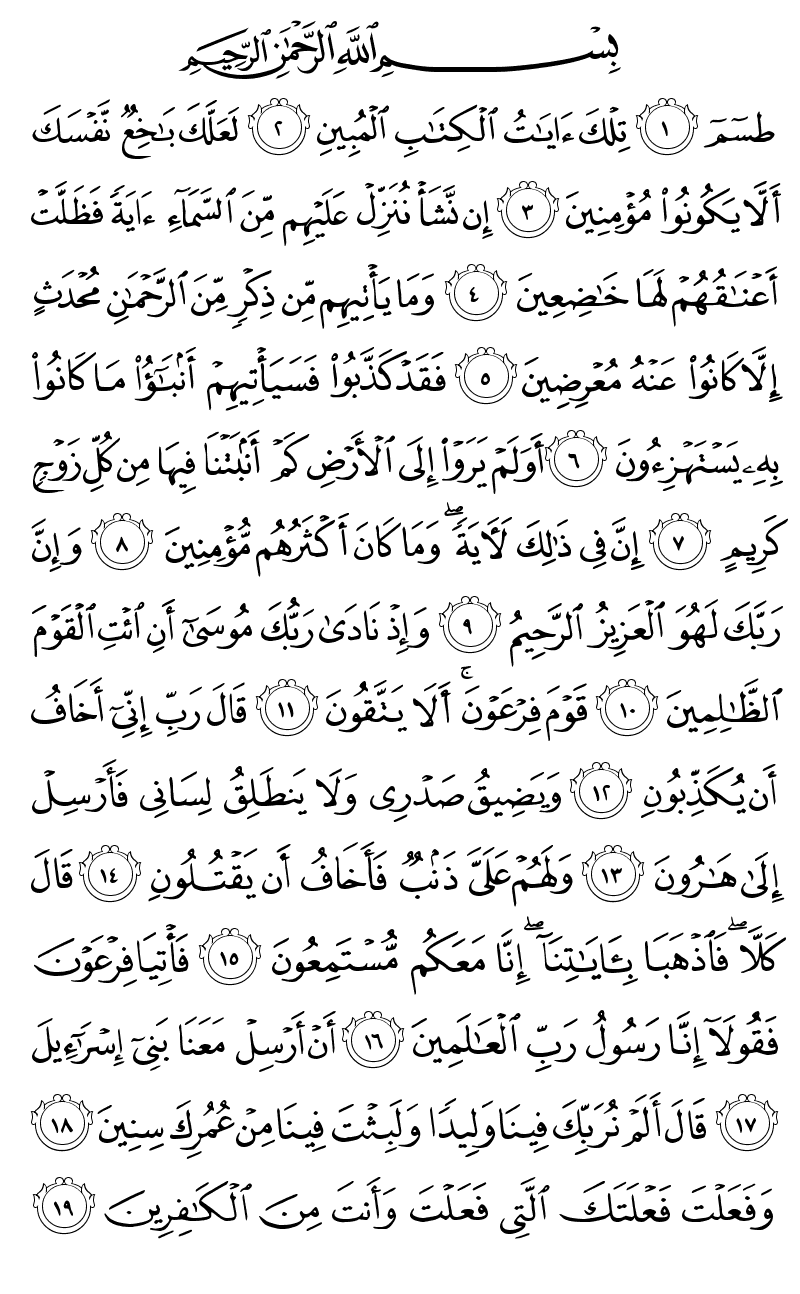 بِسْمِ ٱللَّهِ ٱلرَّحْمَٰنِ ٱلرَّحِيمِ
طسٓمٓ ١ تِلْكَ ءَايَٰتُ ٱلْكِتَٰبِ ٱلْمُبِينِ ٢ لَعَلَّكَ بَٰخِعٌ نَّفْسَكَ
أَلَّا يَكُونُوا۟ مُؤْمِنِينَ ٣ إِن نَّشَأْ نُنَزِّلْ عَلَيْهِم مِّنَ ٱلسَّمَآءِ ءَايَةً فَظَلَّتْ
أَعْنَٰقُهُمْ لَهَا خَٰضِعِينَ ٤ وَمَا يَأْتِيهِم مِّن ذِكْرٍ مِّنَ ٱلرَّحْمَٰنِ مُحْدَثٍ
إِلَّا كَانُوا۟ عَنْهُ مُعْرِضِينَ ٥ فَقَدْ كَذَّبُوا۟ فَسَيَأْتِيهِمْ أَنۢبَٰٓؤُا۟ مَا كَانُوا۟
بِهِۦ يَسْتَهْزِءُونَ ٦ أَوَلَمْ يَرَوْا۟ إِلَى ٱلْأَرْضِ كَمْ أَنۢبَتْنَا فِيهَا مِن كُلِّ زَوْجٍ
كَرِيمٍ ٧ إِنَّ فِى ذَٰلِكَ لَءَايَةً ۖ وَمَا كَانَ أَكْثَرُهُم مُّؤْمِنِينَ ٨ وَإِنَّ
رَبَّكَ لَهُوَ ٱلْعَزِيزُ ٱلرَّحِيمُ ٩ وَإِذْ نَادَىٰ رَبُّكَ مُوسَىٰٓ أَنِ ٱئْتِ ٱلْقَوْمَ
ٱلظَّٰلِمِينَ ١٠ قَوْمَ فِرْعَوْنَ ۚ أَلَا يَتَّقُونَ ١١ قَالَ رَبِّ إِنِّىٓ أَخَافُ
أَن يُكَذِّبُونِ ١٢ وَيَضِيقُ صَدْرِى وَلَا يَنطَلِقُ لِسَانِى فَأَرْسِلْ
إِلَىٰ هَٰرُونَ ١٣ وَلَهُمْ عَلَىَّ ذَنۢبٌ فَأَخَافُ أَن يَقْتُلُونِ ١٤ قَالَ
كَلَّا ۖ فَٱذْهَبَا بِـَٔايَٰتِنَآ ۖ إِنَّا مَعَكُم مُّسْتَمِعُونَ ١٥ فَأْتِيَا فِرْعَوْنَ
فَقُولَآ إِنَّا رَسُولُ رَبِّ ٱلْعَٰلَمِينَ ١٦ أَنْ أَرْسِلْ مَعَنَا بَنِىٓ إِسْرَٰٓءِيلَ
١٧ قَالَ أَلَمْ نُرَبِّكَ فِينَا وَلِيدًا وَلَبِثْتَ فِينَا مِنْ عُمُرِكَ سِنِينَ ١٨
وَفَعَلْتَ فَعْلَتَكَ ٱلَّتِى فَعَلْتَ وَأَنتَ مِنَ ٱلْكَٰفِرِينَ ١٩